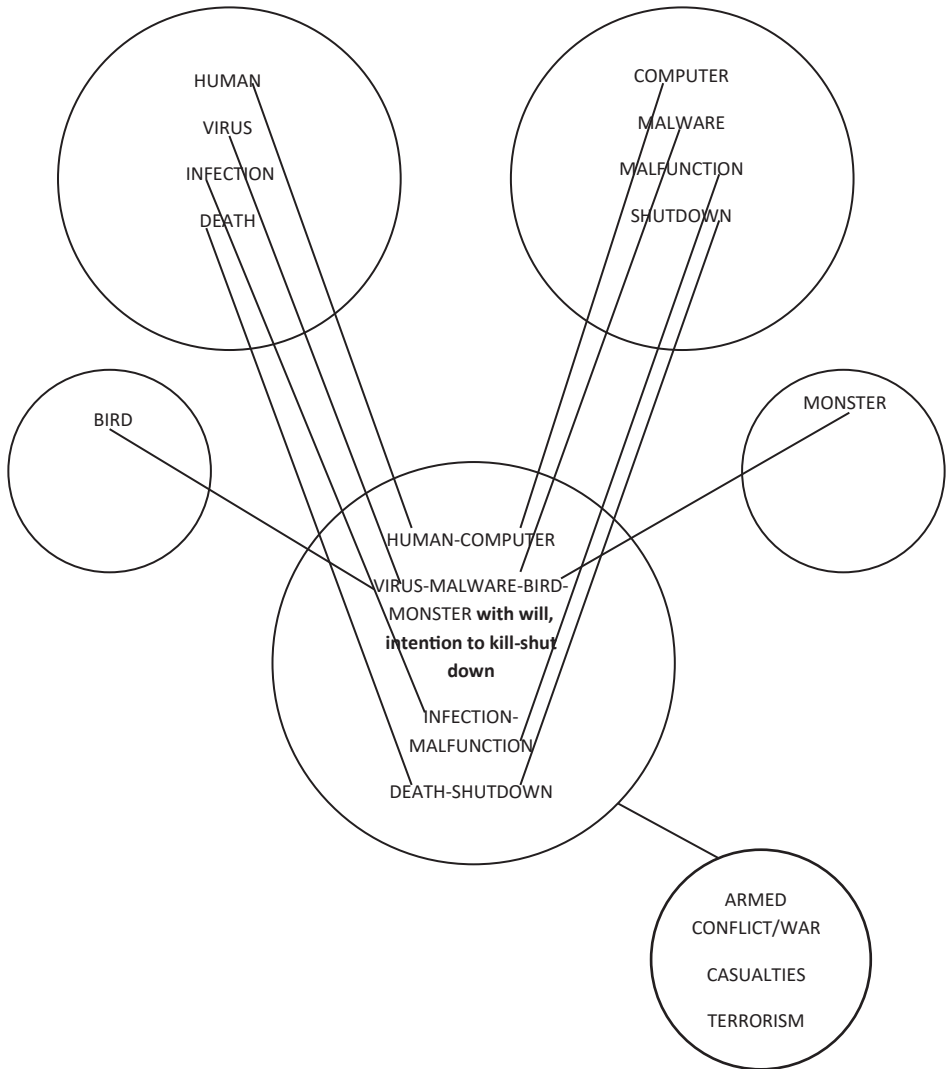 HUMAN
VIRUS
INFECTION
DEATH
COMPUTER
MALWARE
MALFUNCTION
SHUTDOWN
BIRD
MONSTER
HUMAN-COMPUTER
VIRUS-MALWARE-BIRD-
MONSTER with will,
intention to kill-shut
down
INFECTION-
MALFUNCTION
DEATH-SHUTDOWN
ARMED
CONFLICT/WAR
CASUALTIES
TERRORISM